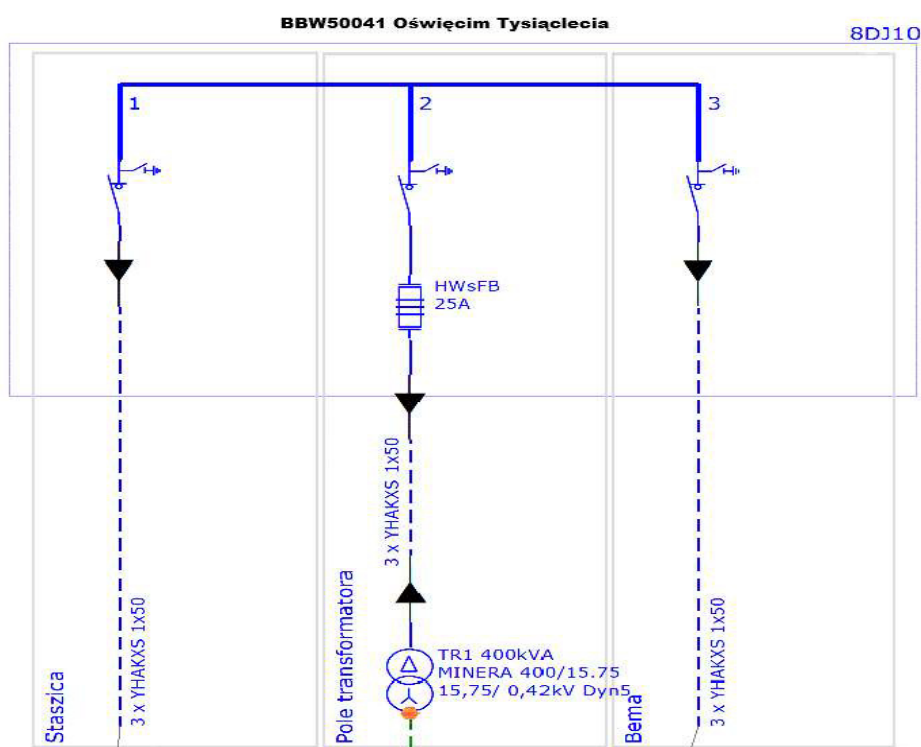 BBW50041 Oświęcim Tysiąclecia
8DJ10
1
2
3
HWsFB
25A
3 x YHAKXS 1x50
TR1 400kVA
MINERA 400/15.75
15,75/ 0,42kV Dyn5
Staszica
3 x YHAKXS 1x50
Pole transformatora
Bema
3 x YHAKXS 1x50